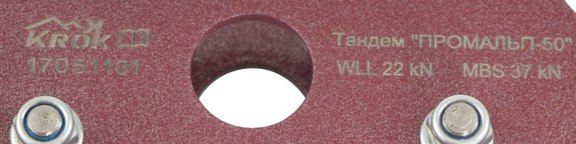 Krok
17051101
Тандем "ПРОМАЛЬП-50"
WLL 22 kN MBS 37 kN